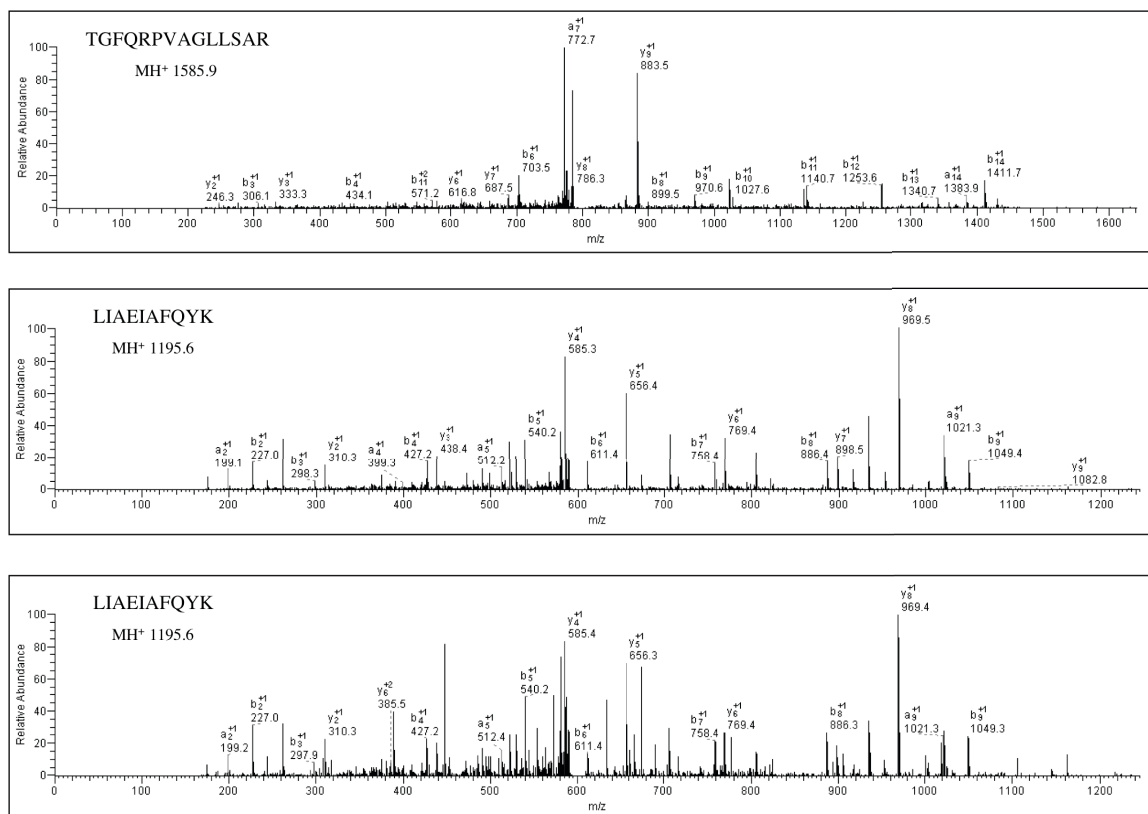 TGFQRPVAGLLSAR
MH+ 1585.9
Relative Abundance
100
80
60
40
20
0
y2+1
246.3
b3+1
306.1
y3+1
333.3
b4+1
434.1
b11+2
571.2
y6+1
616.8
y7+1
687.5
b6+1
703.5
a7+1
772.7
y8+1
786.3
y9+1
883.5
b8+1
899.5
b9+1
970.6
b10+1
1027.6
b11+1
1140.7
b12+1
1253.6
b13+1
1340.7
a14+1
1383.9
b14+1
1411.7
0 100 200 300 400 500 600 700 800 900 1000 1100 1200 1300 1400 1500 1600
m/z
LIAEIAFQYK
MH+ 1195.6
Relative Abundance
100
80
60
40
20
0
a2+1
199.1
b2+1
227.0
b3+1
298.3
y2+1
310.3
a4+1
399.3
b4+1
427.2
y3+1
438.4
a5+1
512.2
b5+1
540.2
y4+1
585.3
b6+1
611.4
y5+1
656.4
b7+1
758.4
y6+1
769.4
b8+1
886.4
y7+1
898.5
y8+1
969.5
a9+1
1021.3
b9+1
1049.4
y9+1
1082.8
0 100 200 300 400 500 600 700 800 900 1000 1100 1200
m/z
LIAEIAFQYK
MH+ 1195.6
Relative Abundance
100
80
60
40
20
0
a2+1
199.2
b2+1
227.0
b3+1
297.9
y2+1
310.3
y6+2
385.5
b4+1
427.2
a5+1
512.4
b5+1
540.2
y4+1
585.4
b6+1
611.4
y5+1
656.3
b7+1
758.4
y6+1
769.4
b8+1
886.3
y8+1
969.4
a9+1
1021.3
b9+1
1049.3
0 100 200 300 400 500 600 700 800 900 1000 1100 1200
m/z